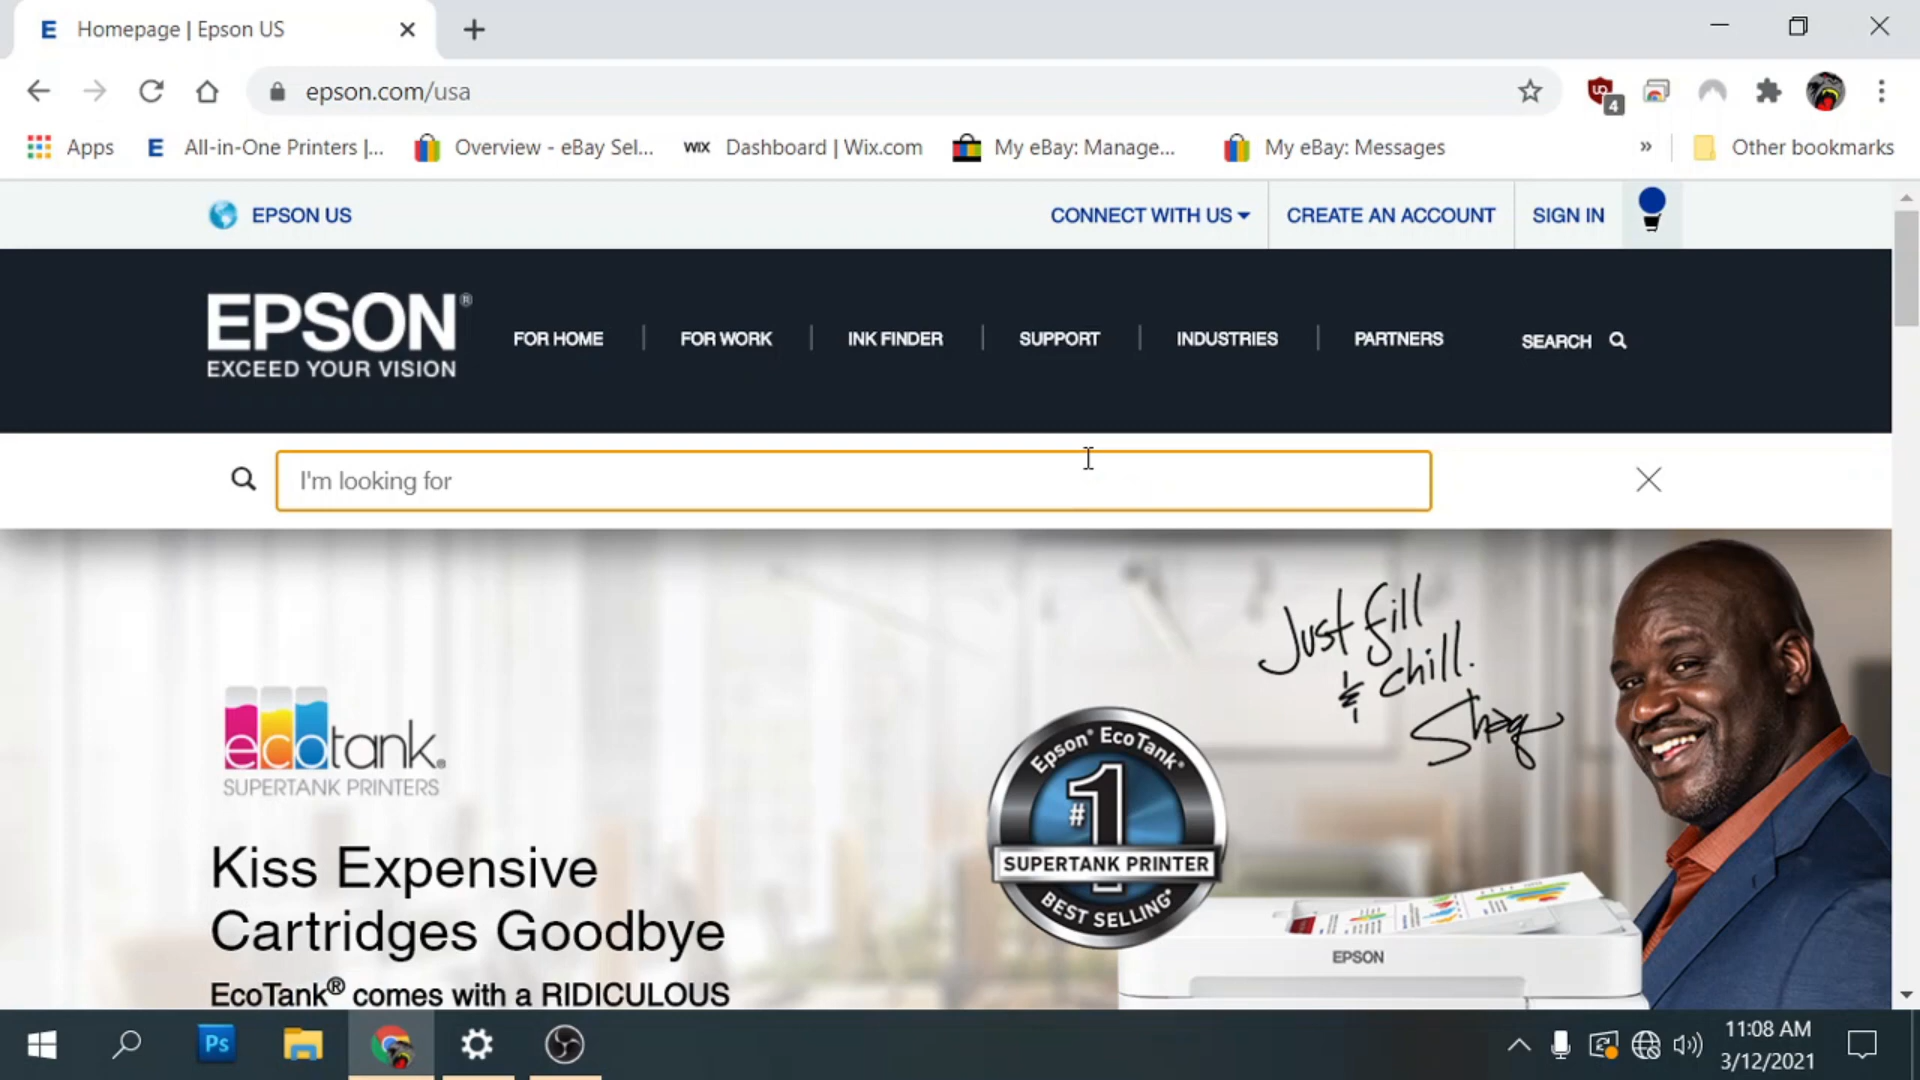 Homepage | Epson US
epson.com/usa
4
Apps
All-in-One Printers |...
Overview - eBay Sel...
WIX Dashboard | Wix.com
My eBay: Manage...
My eBay: Messages
»
Other bookmarks
EPSON US
CONNECT WITH US
CREATE AN ACCOUNT
SIGN IN
EPSON®
EXCEED YOUR VISION
FOR HOME
FOR WORK
INK FINDER
SUPPORT
INDUSTRIES
PARTNERS
SEARCH
I'm looking for
Just fill
& chill.
Shaq
ecotank®
SUPERTANK PRINTERS
Epson® EcoTank®
#1
SUPERTANK PRINTER
BEST SELLING*
Kiss Expensive
Cartridges Goodbye
EcoTank® comes with a RIDICULOUS
EPSON
Ps
11:08 AM
3/12/2021